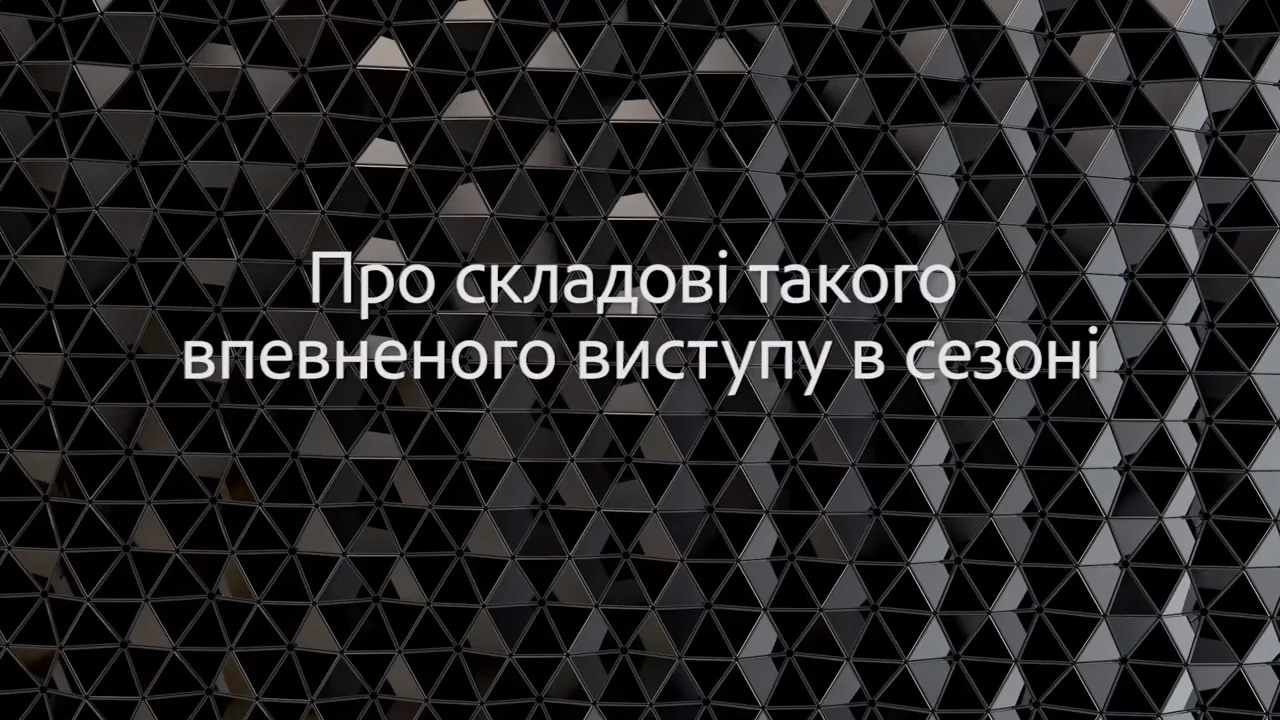 Про складові такого
впевненого виступу в сезоні